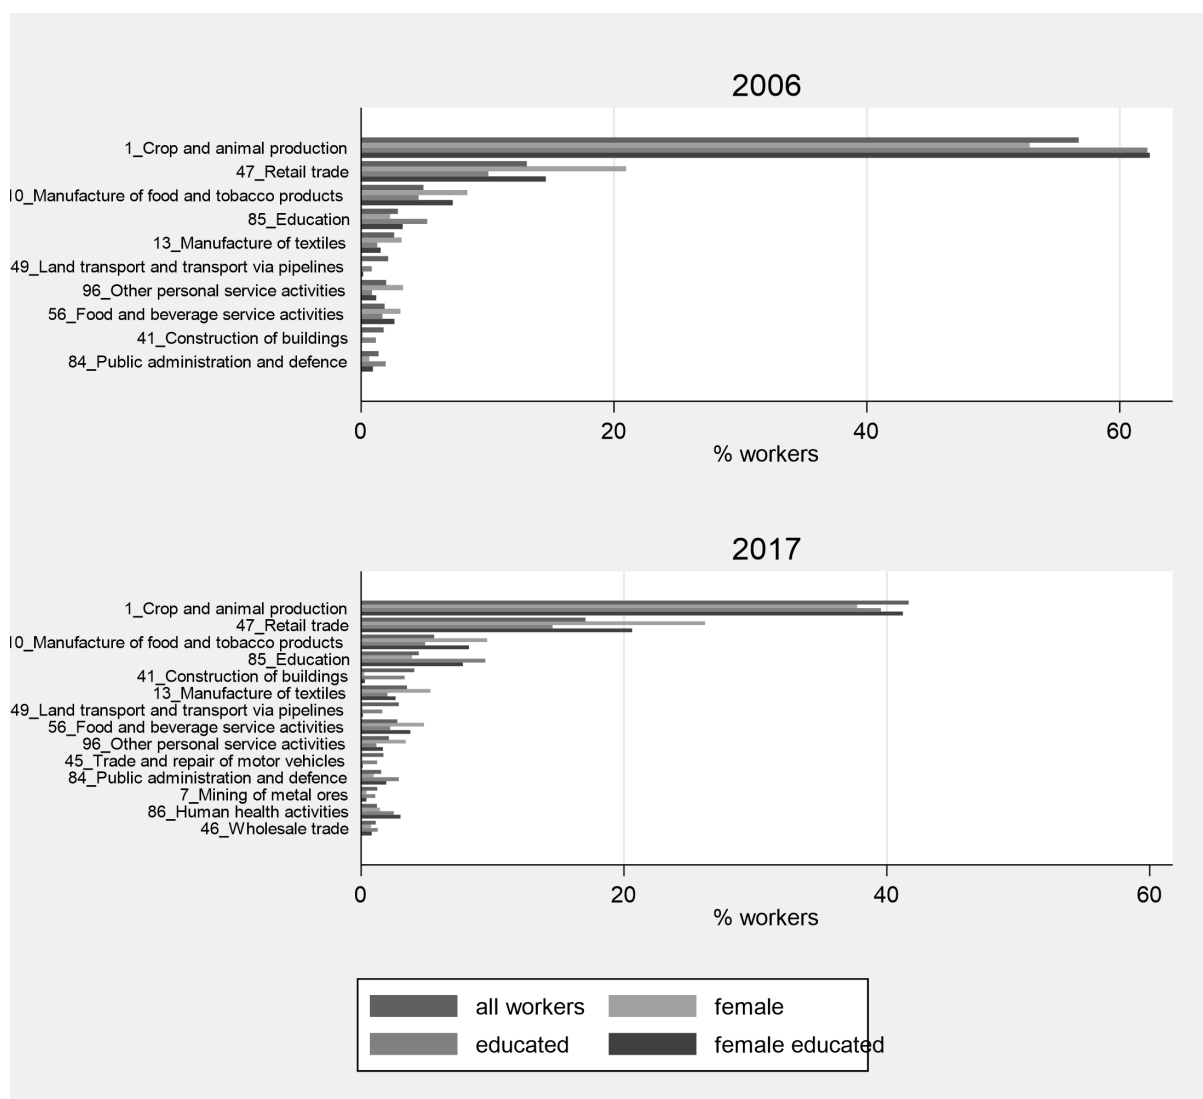 2006
1_Crop and animal production
47_Retail trade
10_Manufacture of food and tobacco products
85_Education
13_Manufacture of textiles
49_Land transport and transport via pipelines
96_Other personal service activities
56_Food and beverage service activities
41_Construction of buildings
84_Public administration and defence
0 20 40 60
% workers
2017
1_Crop and animal production
47_Retail trade
10_Manufacture of food and tobacco products
85_Education
41_Construction of buildings
13_Manufacture of textiles
49_Land transport and transport via pipelines
56_Food and beverage service activities
96_Other personal service activities
45_Trade and repair of motor vehicles
84_Public administration and defence
7_Mining of metal ores
86_Human health activities
46_Wholesale trade
0 20 40 60
% workers
all workers female
educated female educated